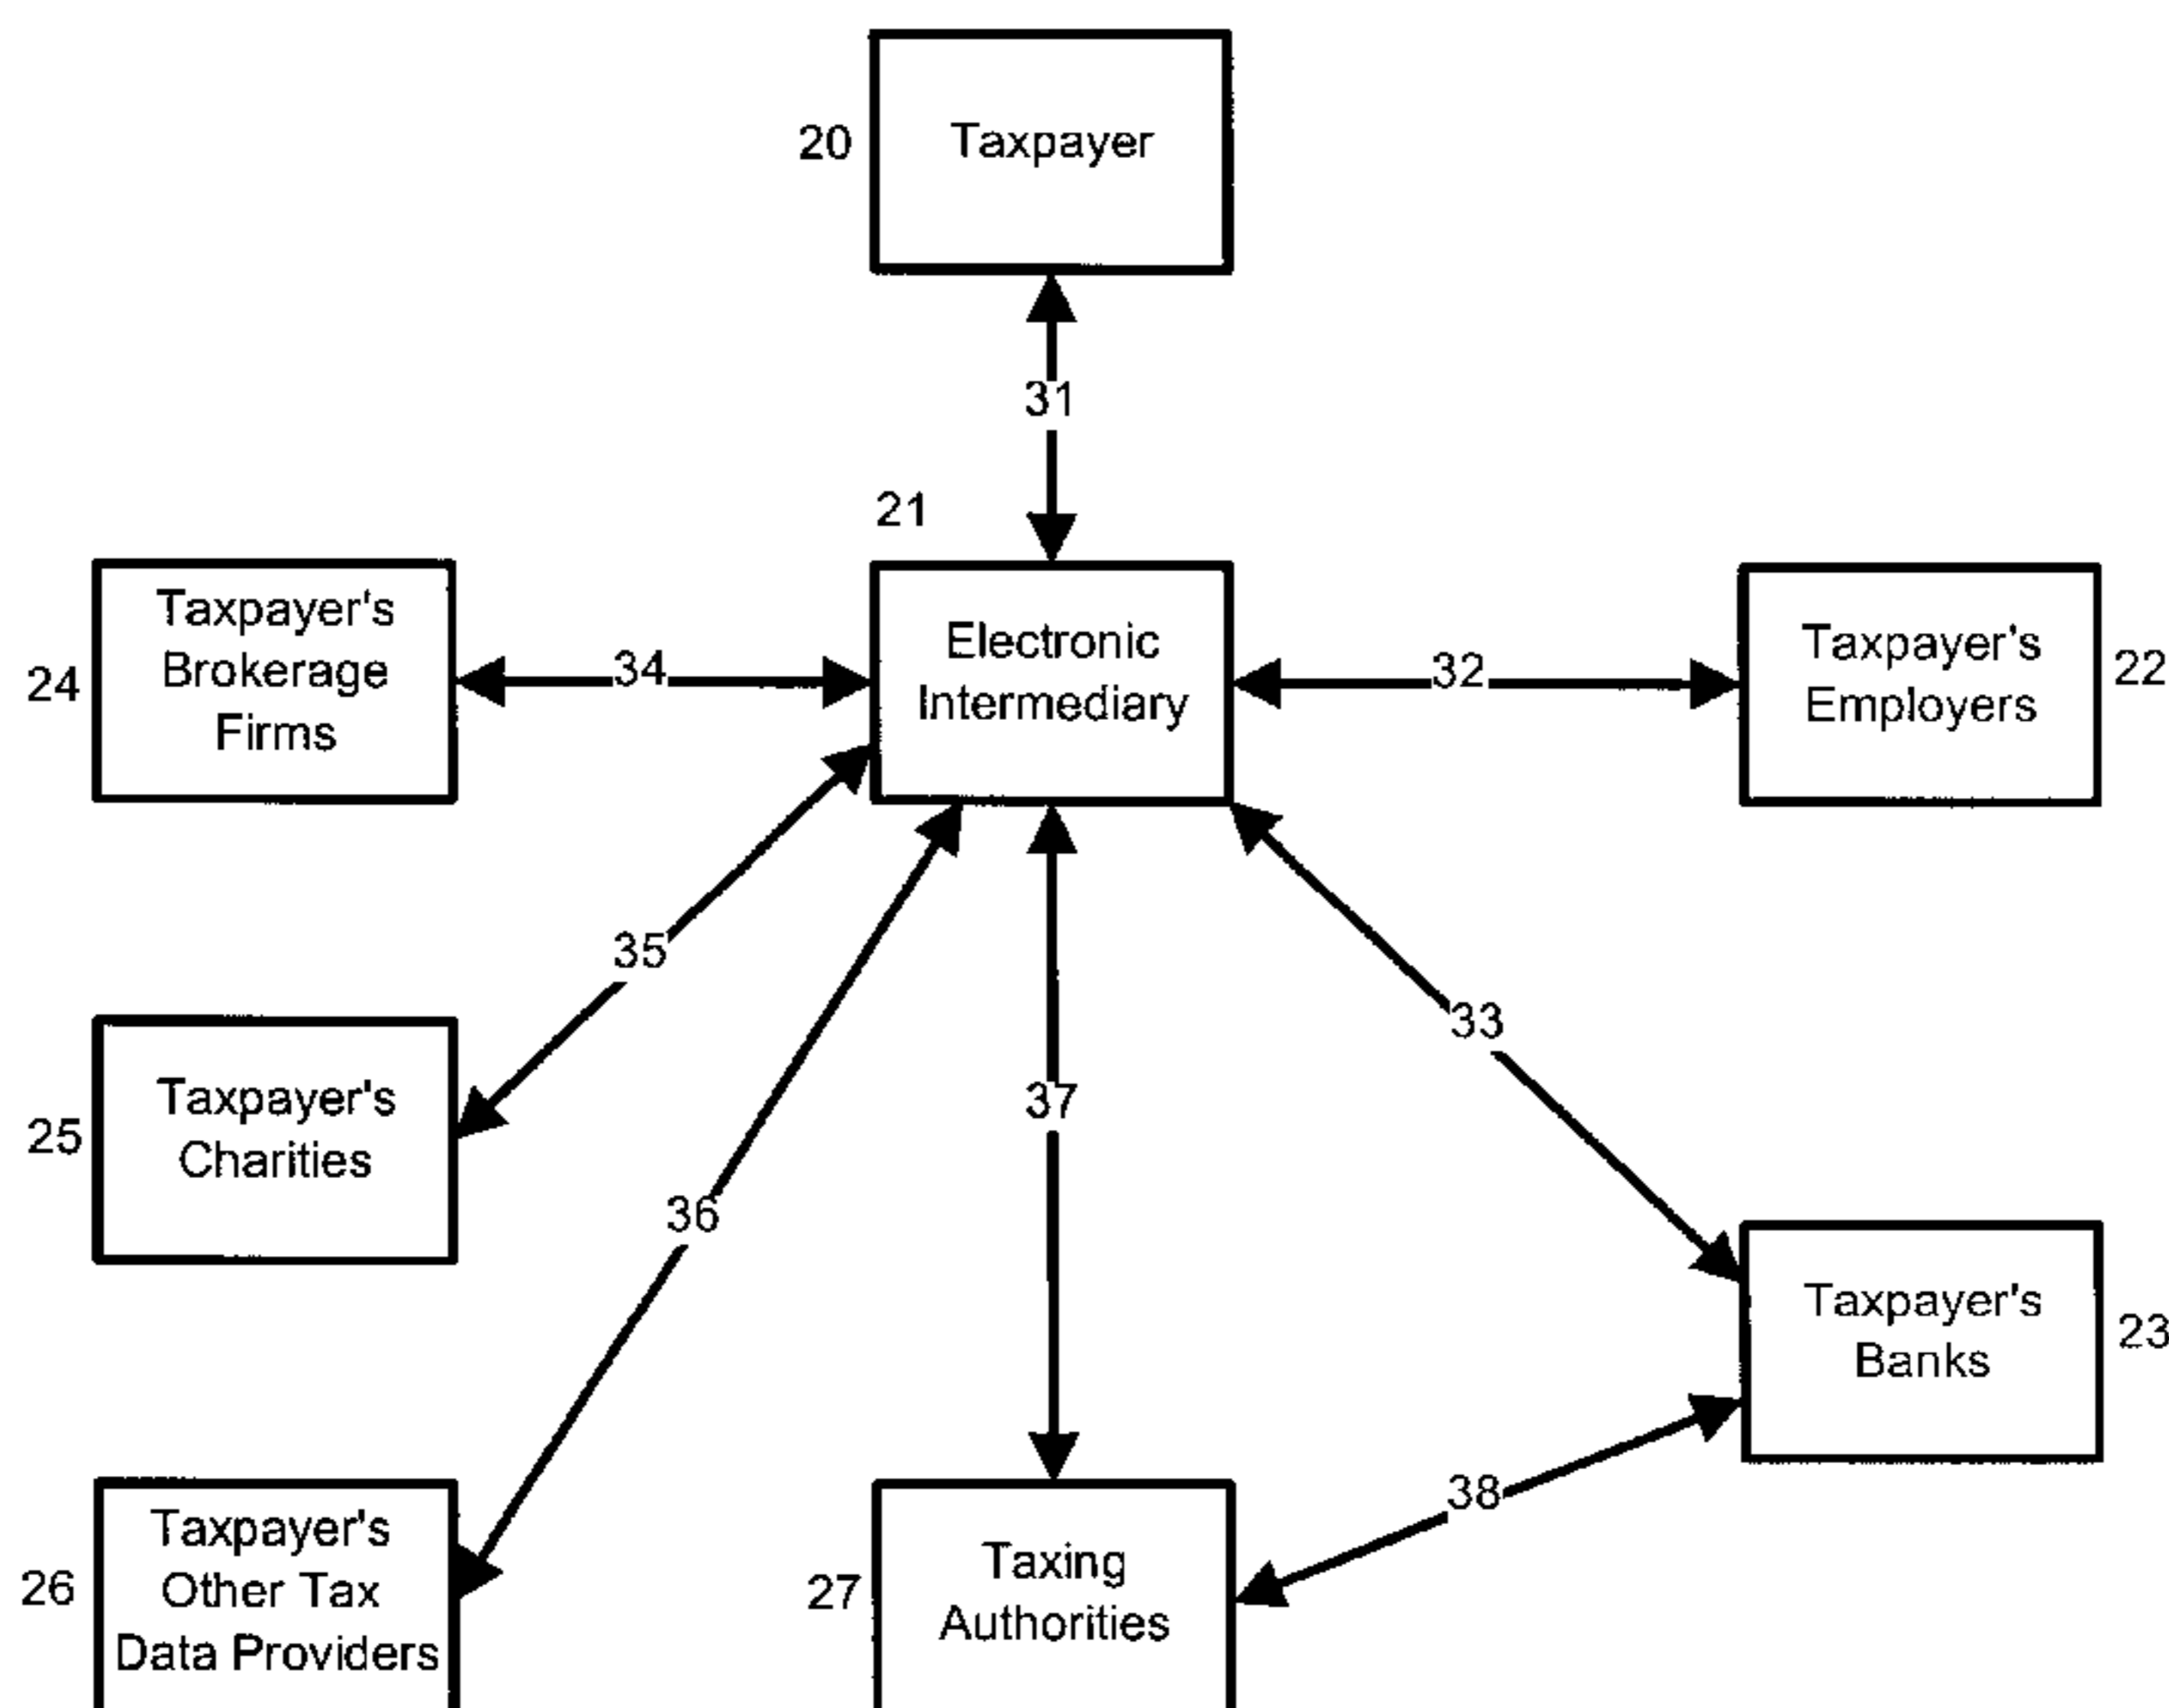 20
Taxpayer
31
21
Taxpayer's
Brokerage
Firms
24
34
Electronic
Intermediary
32
Taxpayer's
Employers
22
35
33
Taxpayer's
Charities
25
37
36
Taxpayer's
Banks
23
38
Taxpayer's
Other Tax
Data Providers
26
27
Taxing
Authorities